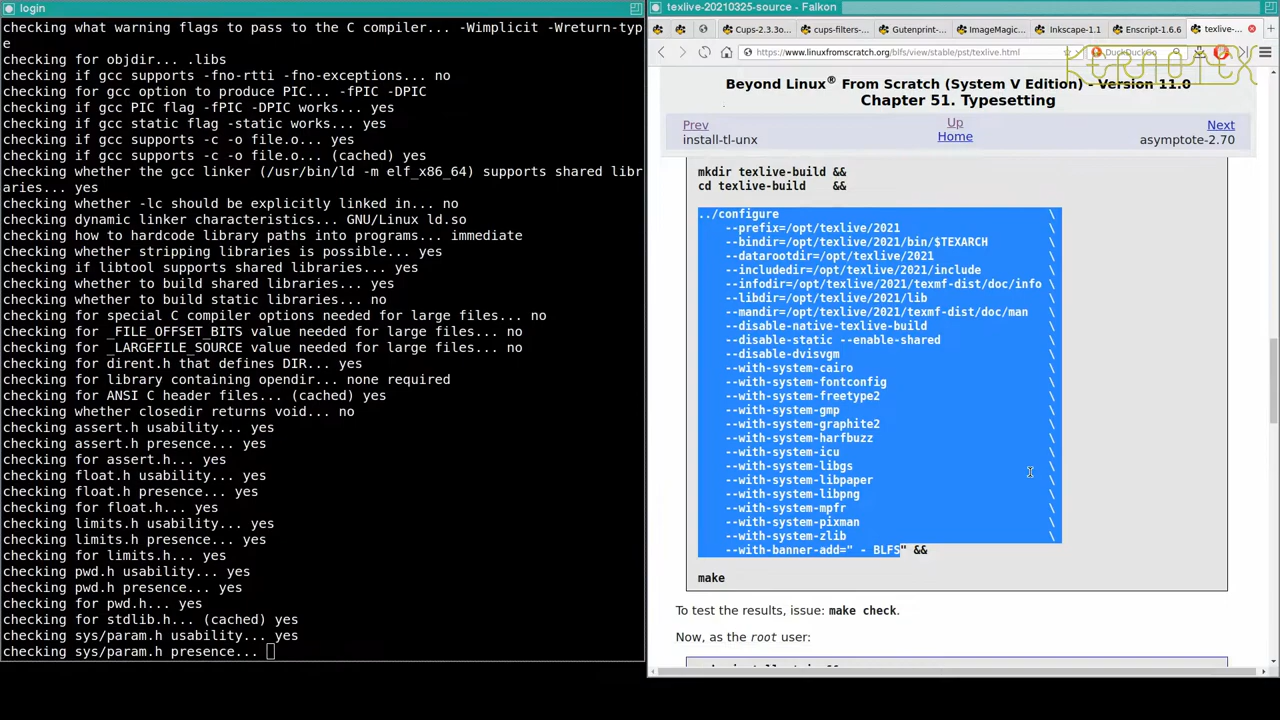 login
checking what warning flags to pass to the C compiler... -Wimplicit -Wreturn-typ
e
checking for objdir... .libs
checking if gcc supports -fno-rtti -fno-exceptions... no
checking for gcc option to produce PIC... -fPIC -DPIC
checking if gcc PIC flag -fPIC -DPIC works... yes
checking if gcc static flag -static works... yes
checking if gcc supports -c -o file.o... yes
checking if gcc supports -c -o file.o... (cached) yes
checking whether the gcc linker (/usr/bin/ld -m elf_x86_64) supports shared libr
aries... yes
checking whether -lc should be explicitly linked in... no
checking dynamic linker characteristics... GNU/Linux ld.so
checking how to hardcode library paths into programs... immediate
checking whether stripping libraries is possible... yes
checking if libtool supports shared libraries... yes
checking whether to build shared libraries... yes
checking whether to build static libraries... no
checking for special C compiler options needed for large files... no
checking for _FILE_OFFSET_BITS value needed for large files... no
checking for _LARGEFILE_SOURCE value needed for large files... no
checking for dirent.h that defines DIR... yes
checking for library containing opendir... none required
checking for ANSI C header files... (cached) yes
checking whether closedir returns void... no
checking assert.h usability... yes
checking assert.h presence... yes
checking for assert.h... yes
checking float.h usability... yes
checking float.h presence... yes
checking for float.h... yes
checking limits.h usability... yes
checking limits.h presence... yes
checking for limits.h... yes
checking pwd.h usability... yes
checking pwd.h presence... yes
checking for pwd.h... yes
checking for stdlib.h... (cached) yes
checking sys/param.h usability... yes
checking sys/param.h presence...
texlive-20210325-source - Falkon
Cups-2.3.3o... cups-filters-... Gutenprint-... ImageMagic... Inkscape-1.1 Enscript-1.6.6 texlive-...
https://www.linuxfromscratch.org/blfs/view/stable/pst/texlive.html
DuckDuckGo
KERNOTEX
Beyond Linux® From Scratch (System V Edition) - Version 11.0
Chapter 51. Typesetting
Prev Up Next
install-tl-unx Home asymptote-2.70
mkdir texlive-build &&
cd texlive-build &&
../configure \
--prefix=/opt/texlive/2021 \
--bindir=/opt/texlive/2021/bin/$TEXARCH \
--datarootdir=/opt/texlive/2021 \
--includedir=/opt/texlive/2021/include \
--infodir=/opt/texlive/2021/texmf-dist/doc/info \
--libdir=/opt/texlive/2021/lib \
--mandir=/opt/texlive/2021/texmf-dist/doc/man \
--disable-native-texlive-build \
--disable-static --enable-shared \
--disable-dvisvgm \
--with-system-cairo \
--with-system-fontconfig \
--with-system-freetype2 \
--with-system-gmp \
--with-system-graphite2 \
--with-system-harfbuzz \
--with-system-icu \
--with-system-libgs \
--with-system-libpaper \
--with-system-libpng \
--with-system-mpfr \
--with-system-pixman \
--with-system-zlib \
--with-banner-add=" - BLFS" &&
make
To test the results, issue: make check.
Now, as the root user: